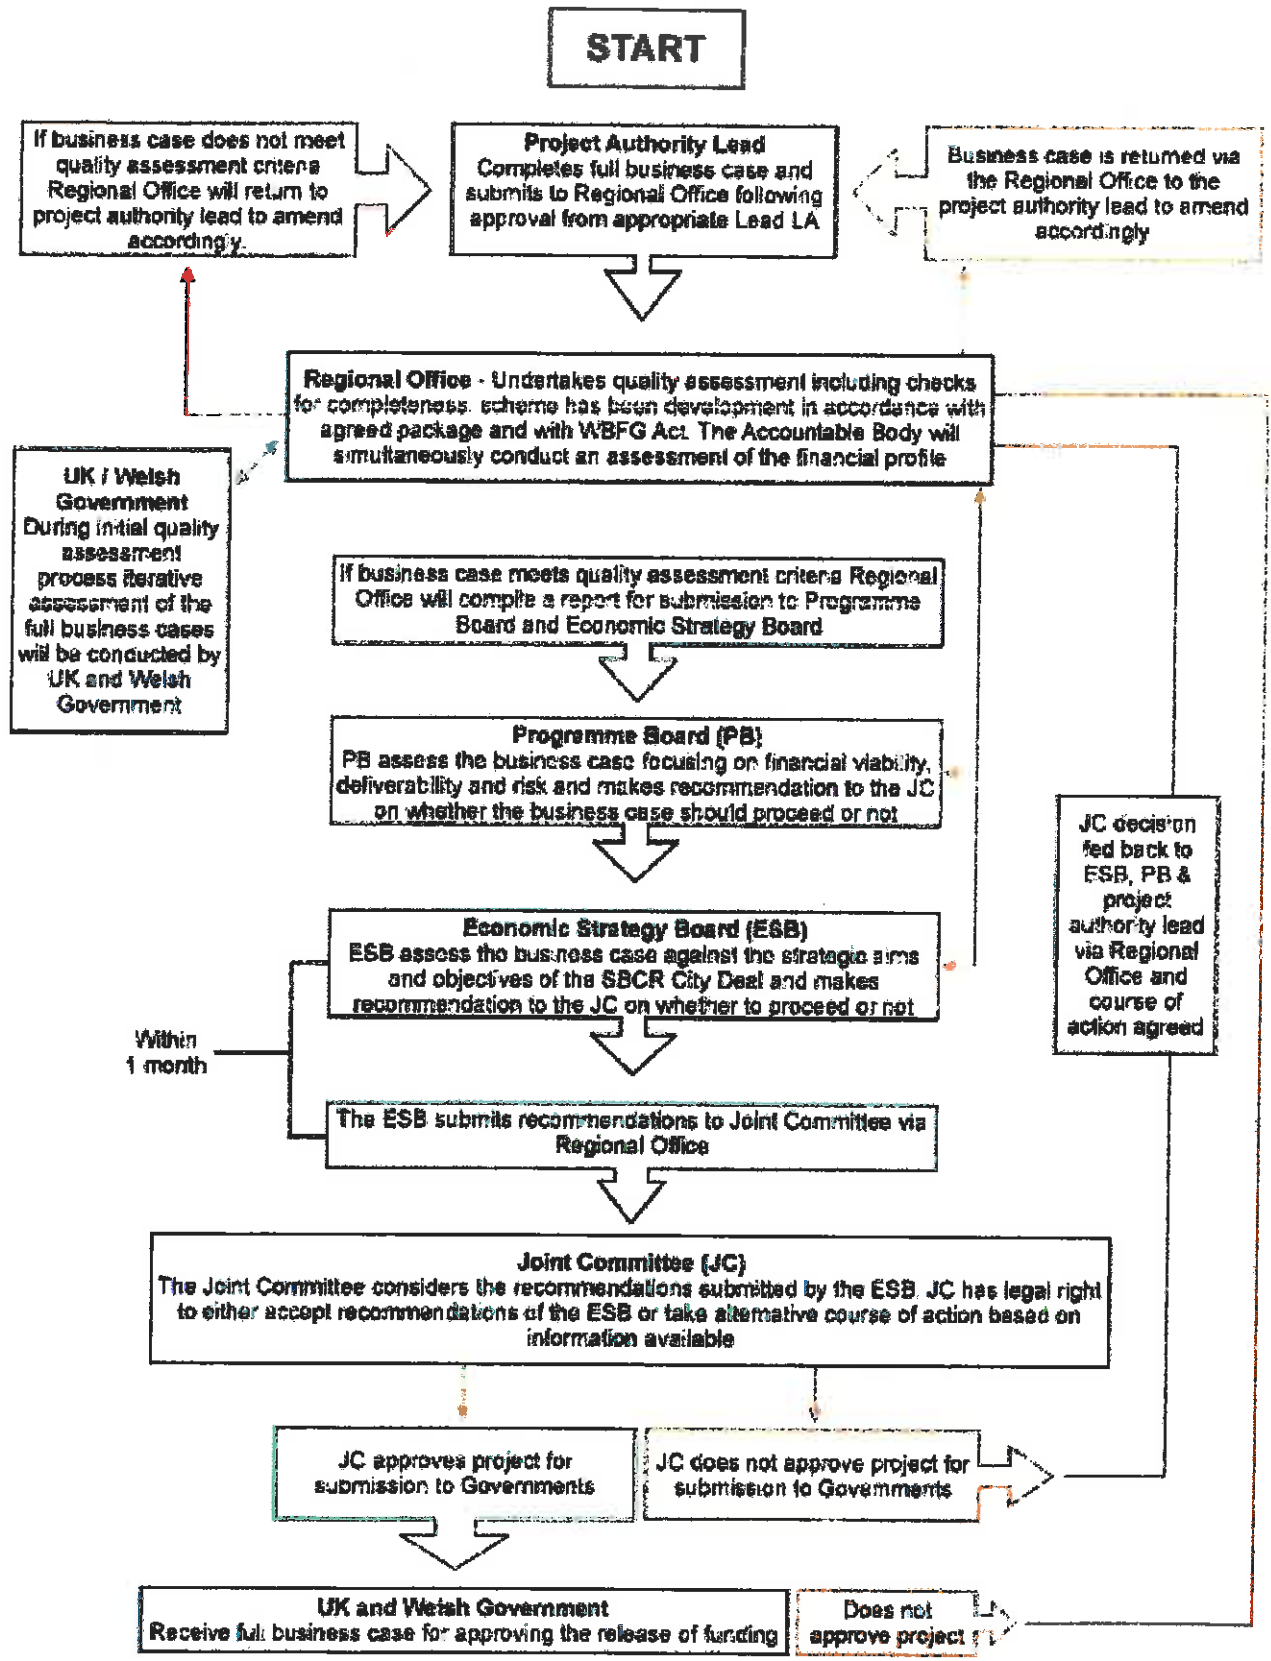 START
If business case does not meet
quality assessment criteria
Regional Office will return to
project authority lead to amend
accordingly.
Project Authority Lead
Completes full business case and
submits to Regional Office following
approval from appropriate Lead LA
Business case is returned via
the Regional Office to the
project authority lead to amend
accordingly
Regional Office - Undertakes quality assessment including checks
for completeness, scheme has been development in accordance with
agreed package and with WBFG Act. The Accountable Body will
simultaneously conduct an assessment of the financial profile
UK / Welsh
Government
During initial quality
assessment
process iterative
assessment of the
full business cases
will be conducted by
UK and Welsh
Government
If business case meets quality assessment criteria Regional
Office will compile a report for submission to Programme
Board and Economic Strategy Board
Programme Board (PB)
PB assess the business case focusing on financial viability,
deliverability and risk and makes recommendation to the JC
on whether the business case should proceed or not
Economic Strategy Board (ESB)
ESB assess the business case against the strategic aims
and objectives of the SBCR City Deal and makes
recommendation to the JC on whether to proceed or not
Within
1 month
The ESB submits recommendations to Joint Committee via
Regional Office
JC decision
fed back to
ESB, PB &
project
authority lead
via Regional
Office and
course of
action agreed
Joint Committee (JC)
The Joint Committee considers the recommendations submitted by the ESB. JC has legal right
to either accept recommendations of the ESB or take alternative course of action based on
information available
JC approves project for
submission to Governments
JC does not approve project for
submission to Governments
UK and Welsh Government
Receive full business case for approving the release of funding
Does not
approve project